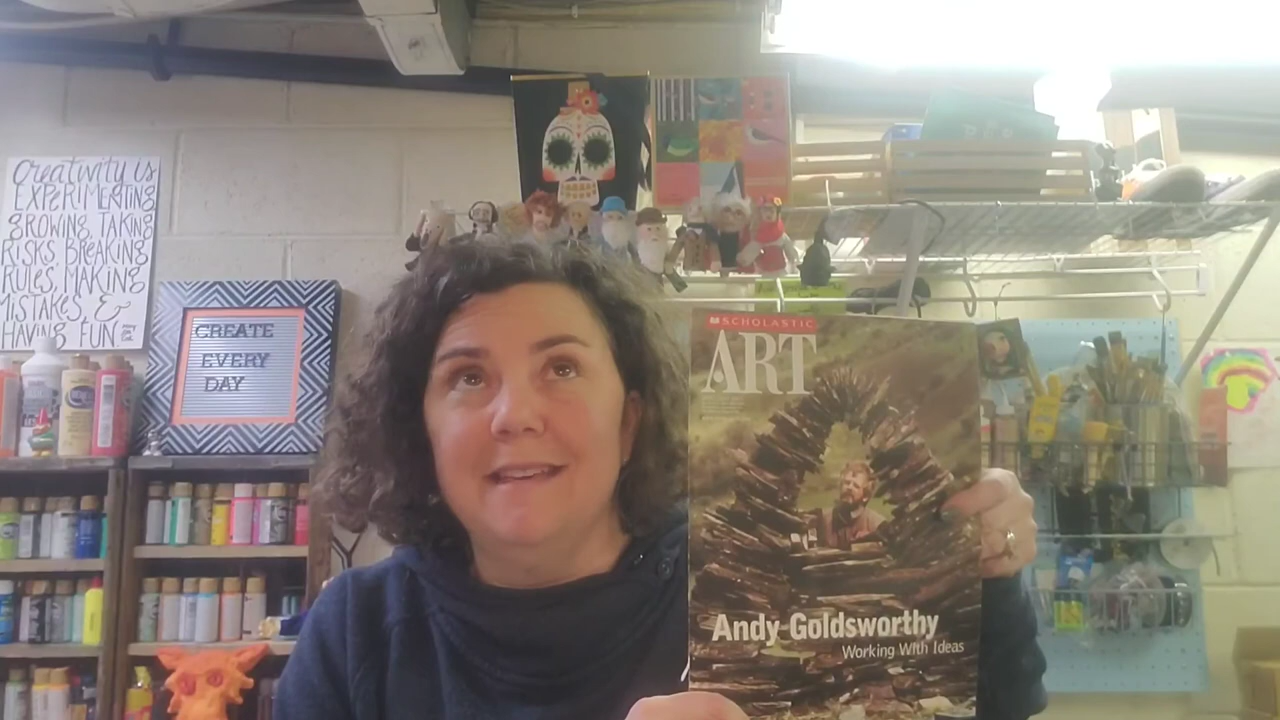 Creativity is
EXPERIMENTING
GROWING, TAKING
RISKS, BREAKING
RULES, MAKING
MISTAKES, &
HAVING FUN
CREATE
EVERY
DAY
SCHOLASTIC
ART
Andy Goldsworthy
Working With Ideas